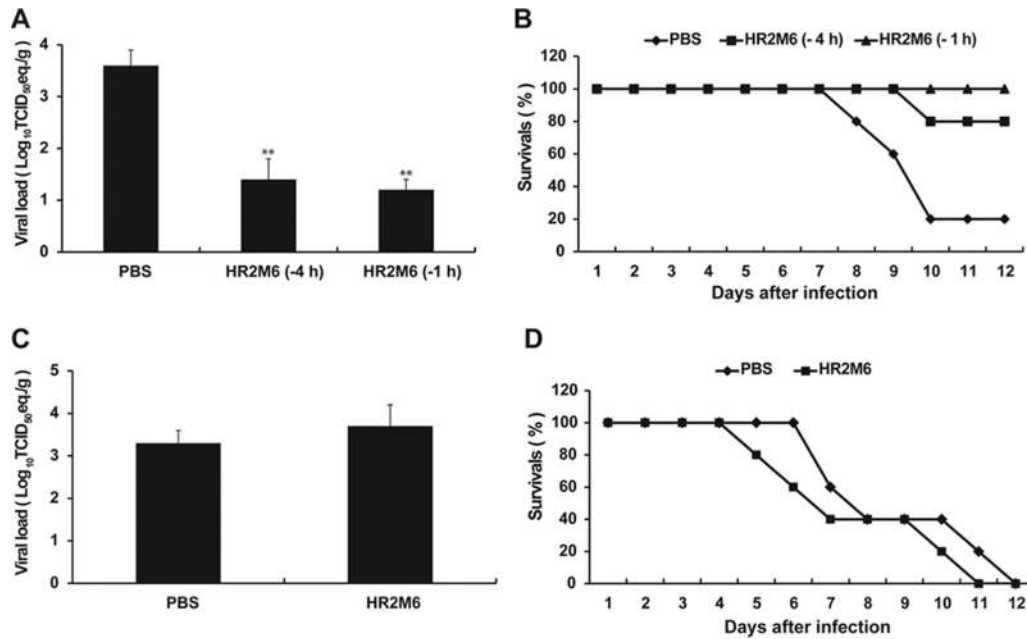 A
Viral load ( Log10TCID50eq./g )
4
3
2
1
0
**
**
PBS
HR2M6 (-4 h)
HR2M6 (-1 h)
B
PBS HR2M6 (- 4 h) HR2M6 (- 1 h)
Survivals ( % )
120
100
80
60
40
20
0
1 2 3 4 5 6 7 8 9 10 11 12
Days after infection
C
Viral load ( Log10TCID50eq./g )
5
4
3
2
1
0
PBS
HR2M6
D
PBS HR2M6
Survivals ( % )
120
100
80
60
40
20
0
1 2 3 4 5 6 7 8 9 10 11 12
Days after infection